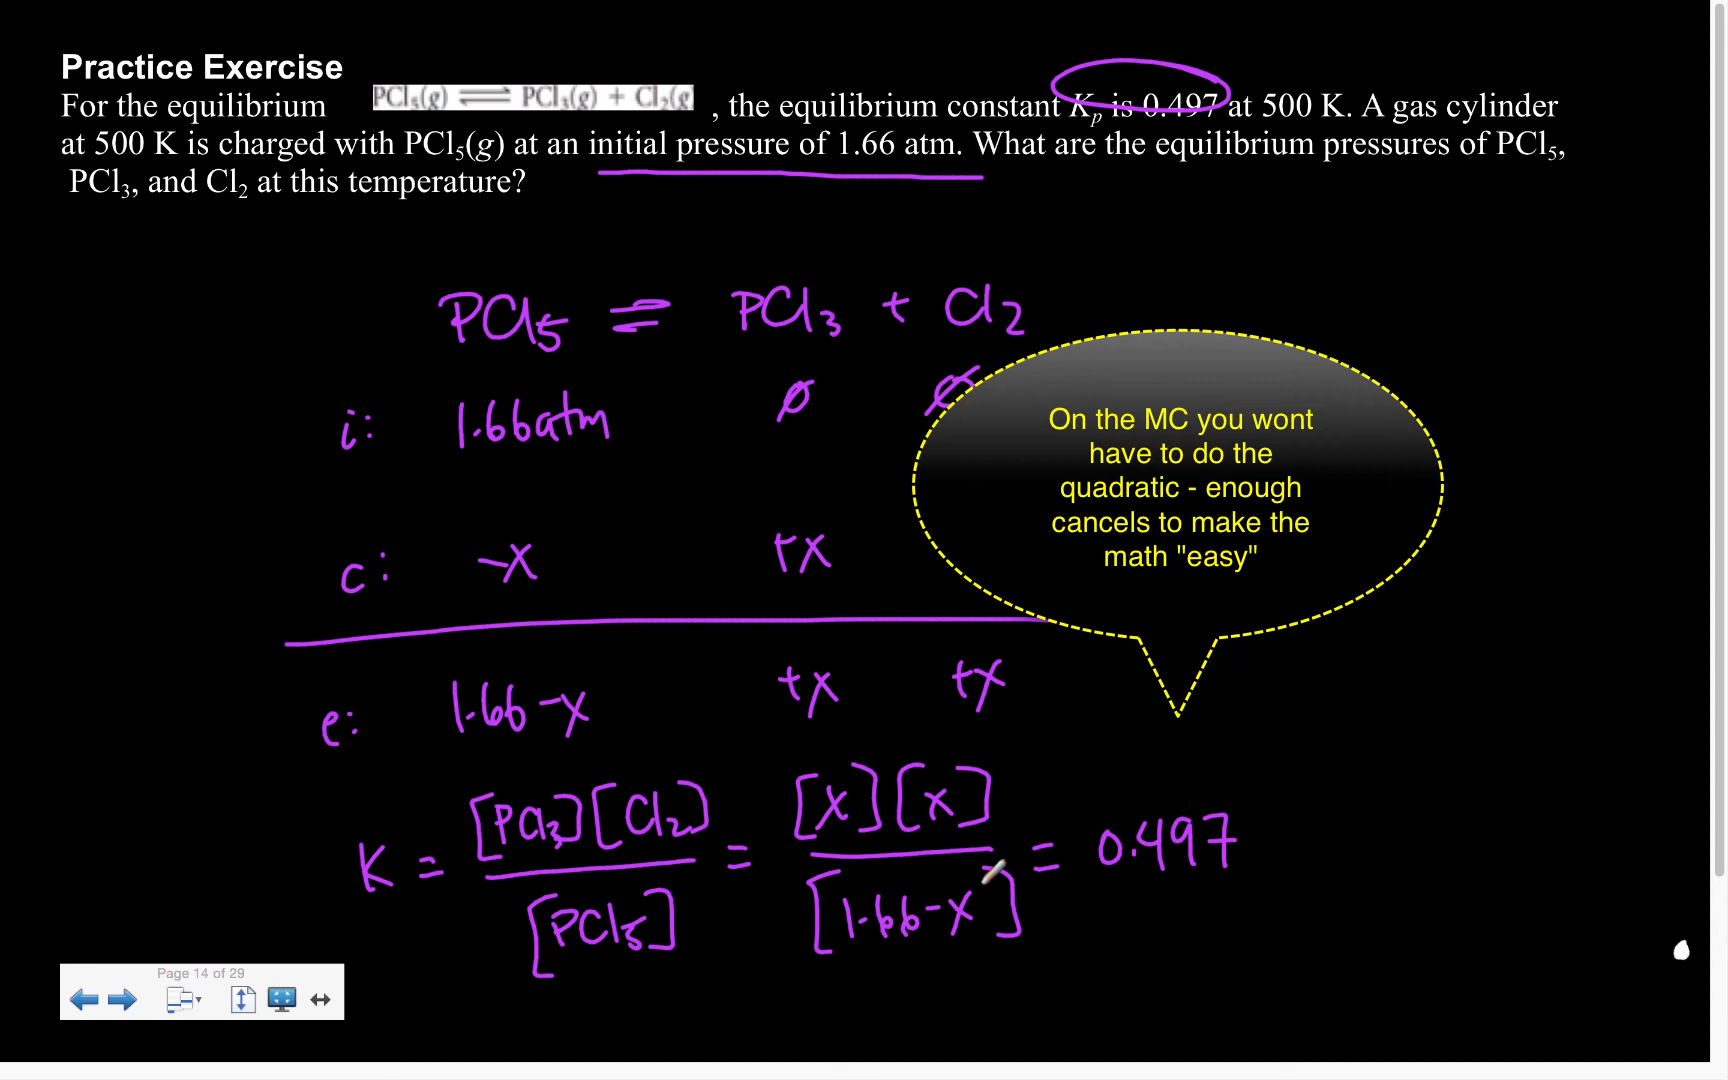 Practice Exercise
For the equilibrium PCl₅(g) ⇌ PCl₃(g) + Cl₂(g , the equilibrium constant Kₚ is 0.497 at 500 K. A gas cylinder
at 500 K is charged with PCl₅(g) at an initial pressure of 1.66 atm. What are the equilibrium pressures of PCl₅,
PCl₃, and Cl₂ at this temperature?
PCl₅ ⇌ PCl₃ + Cl₂
i: 1.66atm ∅ ∅
On the MC you wont
have to do the
quadratic - enough
cancels to make the
math "easy"
c: -x +x
e: 1.66-x +x +x
K = [PCl₃][Cl₂] / [PCl₅] = [x][x] / [1.66-x] = 0.497
Page 14 of 29